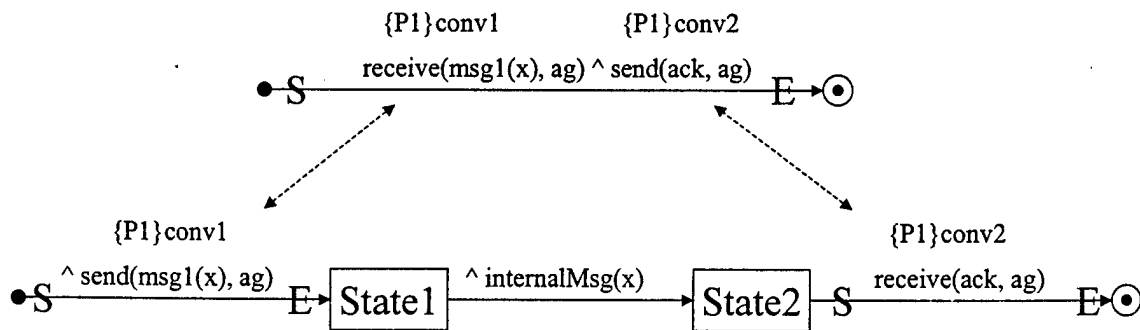 {P1}conv1 {P1}conv2
receive(msg1(x), ag) ^ send(ack, ag)
S E
{P1}conv1 {P1}conv2
^ send(msg1(x), ag) ^ internalMsg(x) receive(ack, ag)
S E State1 State2 S E